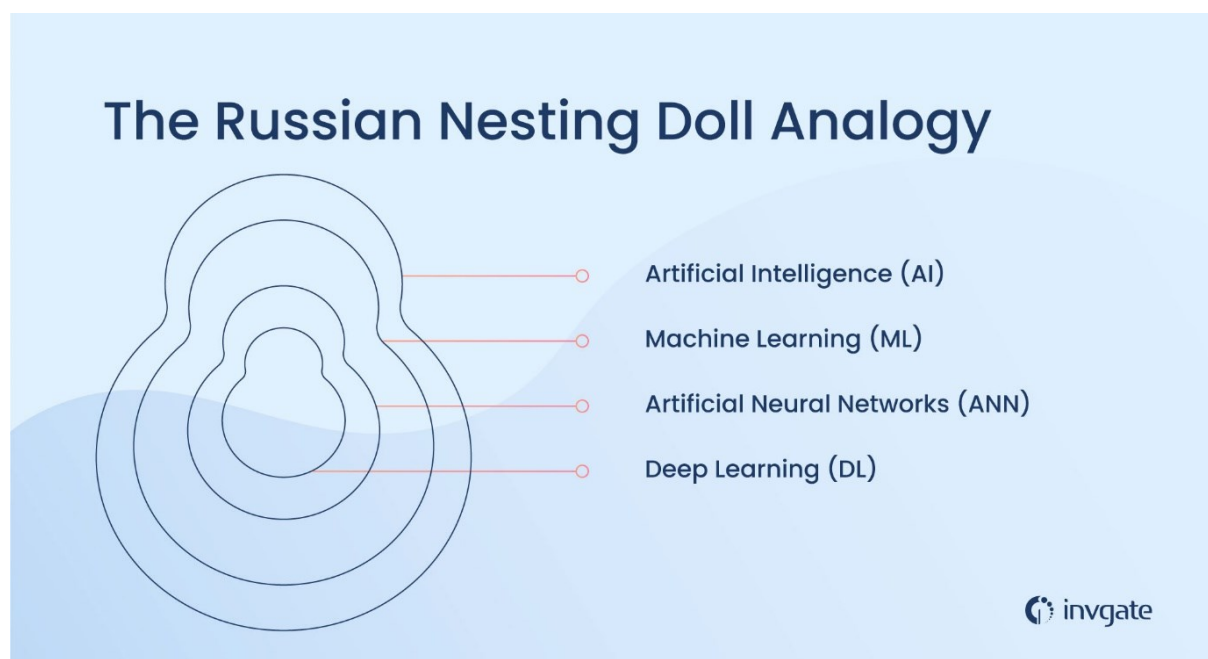 The Russian Nesting Doll Analogy
Artificial Intelligence (AI)
Machine Learning (ML)
Artificial Neural Networks (ANN)
Deep Learning (DL)
invgate